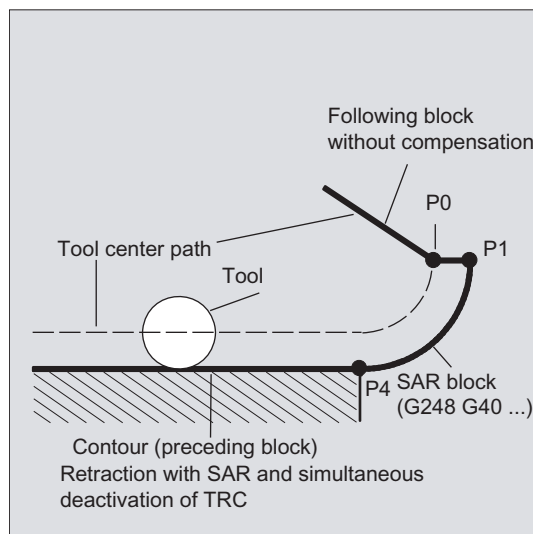 Following block
without compensation
P0
P1
Tool center path
Tool
P4
SAR block
(G248 G40 ...)
Contour (preceding block)
Retraction with SAR and simultaneous
deactivation of TRC